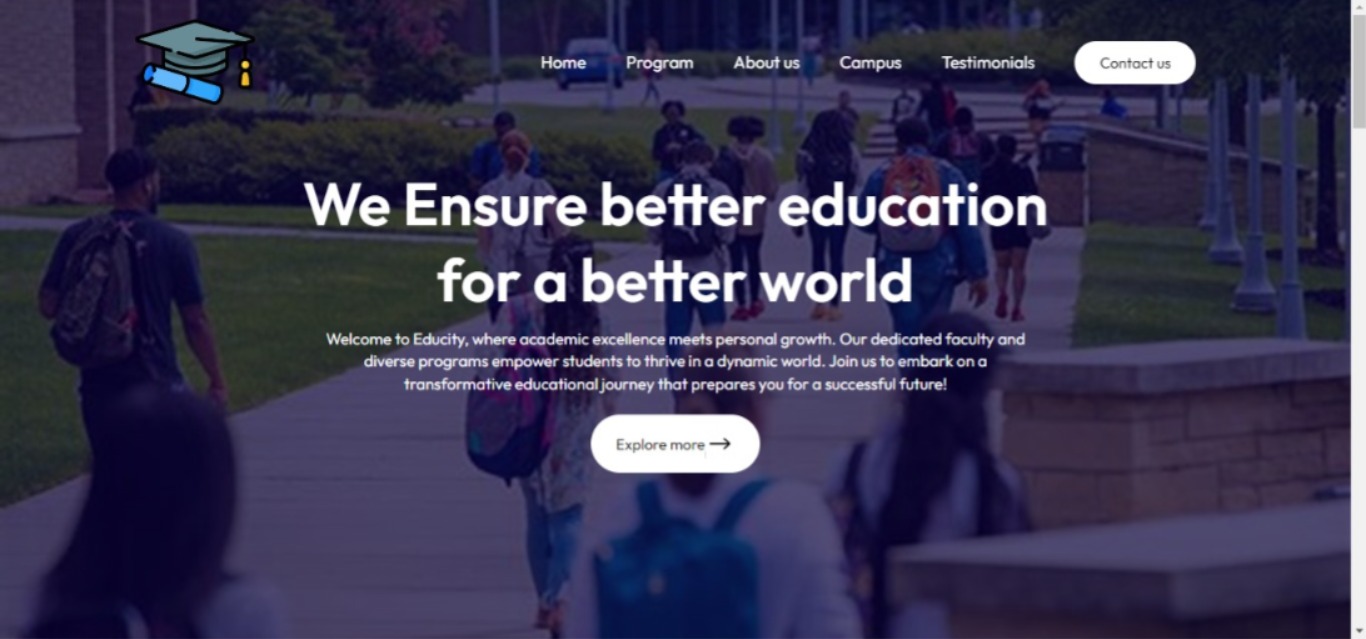 Home
Program
About us
Campus
Testimonials
Contact us
We Ensure better education
for a better world
Welcome to Educity, where academic excellence meets personal growth. Our dedicated faculty and
diverse programs empower students to thrive in a dynamic world. Join us to embark on a
transformative educational journey that prepares you for a successful future!
Explore more →